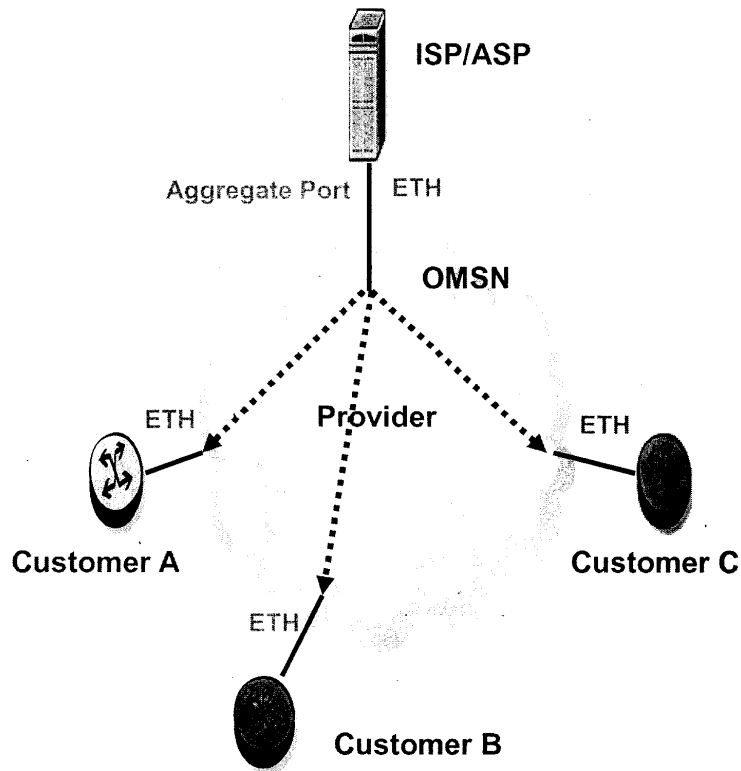 ISP/ASP
Aggregate Port
ETH
OMSN
ETH
Provider
ETH
Customer A
Customer C
ETH
Customer B